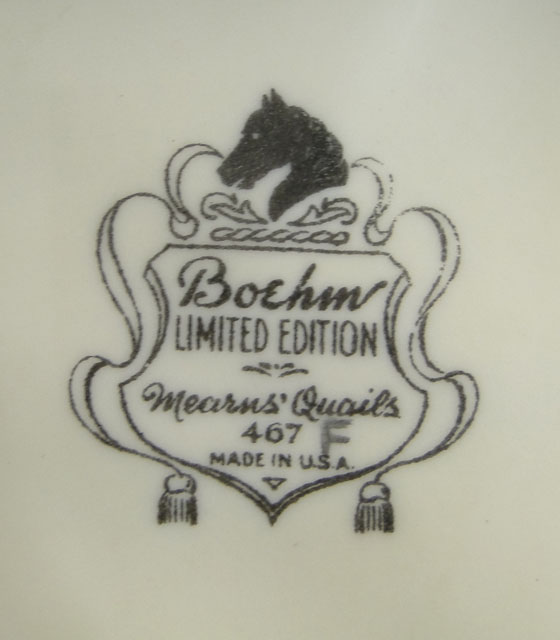 Boehm
LIMITED EDITION
Mearns' Quails
467 F
MADE IN U.S.A.